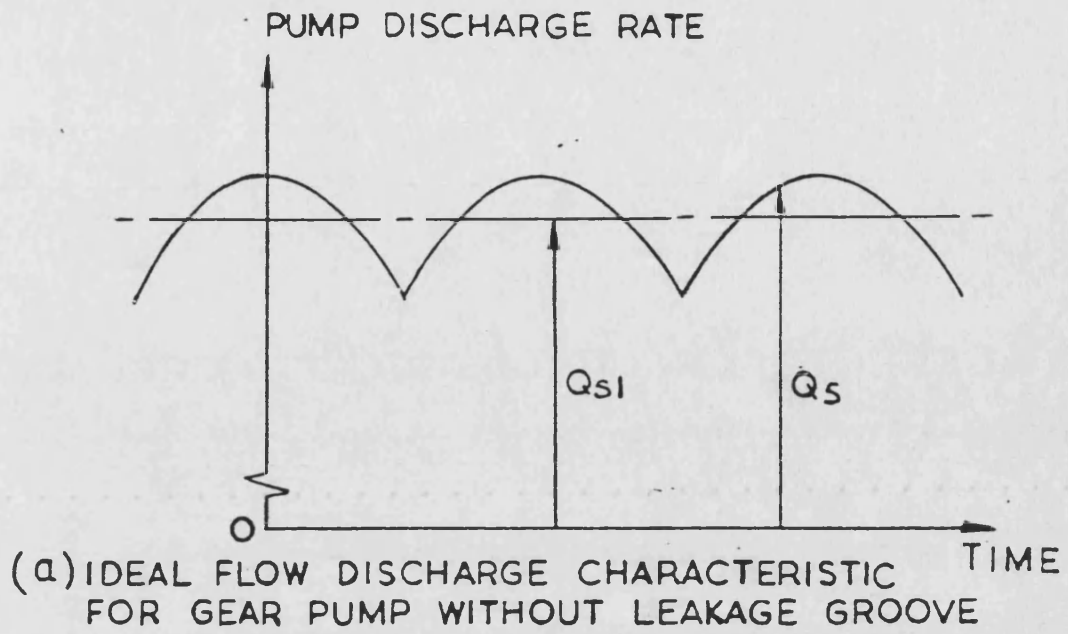 PUMP DISCHARGE RATE
Qs1
Qs
O
TIME
(a) IDEAL FLOW DISCHARGE CHARACTERISTIC
FOR GEAR PUMP WITHOUT LEAKAGE GROOVE